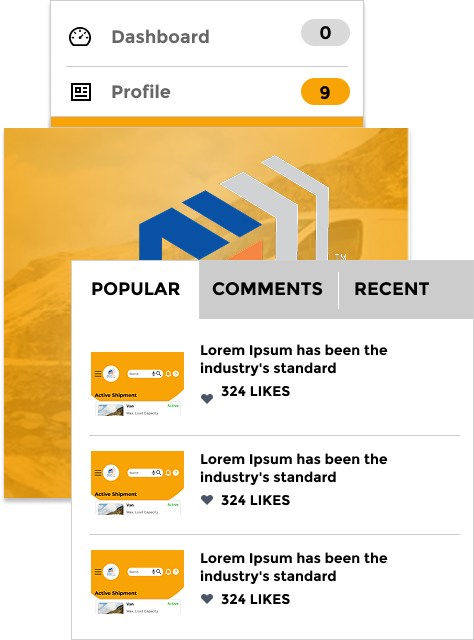 Dashboard 0
Profile 9
TM
POPULAR COMMENTS RECENT
Lorem Ipsum has been the
industry's standard
324 LIKES
Search
Active Shipment
Van Active
Max. Load Capacity
Lorem Ipsum has been the
industry's standard
324 LIKES
Search
Active Shipment
Van Active
Max. Load Capacity
Lorem Ipsum has been the
industry's standard
324 LIKES
Search
Active Shipment
Van Active
Max. Load Capacity